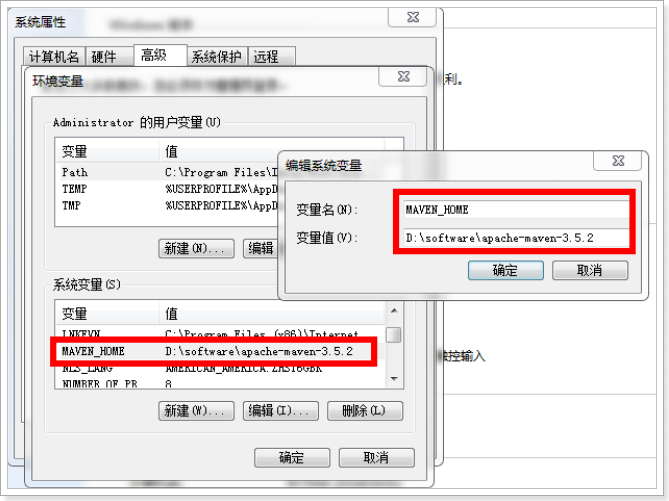 系统属性
计算机名 硬件 高级 系统保护 远程
利。
环境变量
Administrator 的用户变量(U)
变量 值
Path C:\Program Files\I
TEMP %USERPROFILE%\AppD
TMP %USERPROFILE%\AppD
新建(N)... 编辑
编辑系统变量
变量名(N): MAVEN_HOME
变量值(V): D:\software\apache-maven-3.5.2
确定 取消
系统变量(S)
变量 值
C:\Program Files (x86)\Internet
MAVEN_HOME D:\software\apache-maven-3.5.2
NLS_LANG AMERICAN_AMERICA.ZHS16GBK
NUMBER_OF_PR 8
控输入
新建(W)... 编辑(I)... 删除(L)
确定 取消